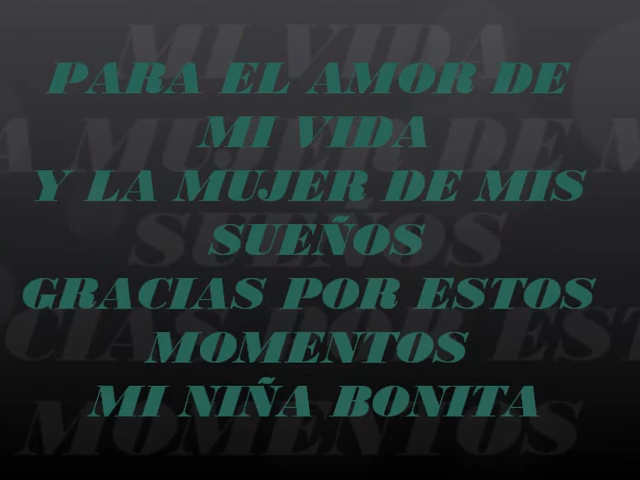 PARA EL AMOR DE
MI VIDA
Y LA MUJER DE MIS
SUEÑOS
GRACIAS POR ESTOS
MOMENTOS
MI NIÑA BONITA